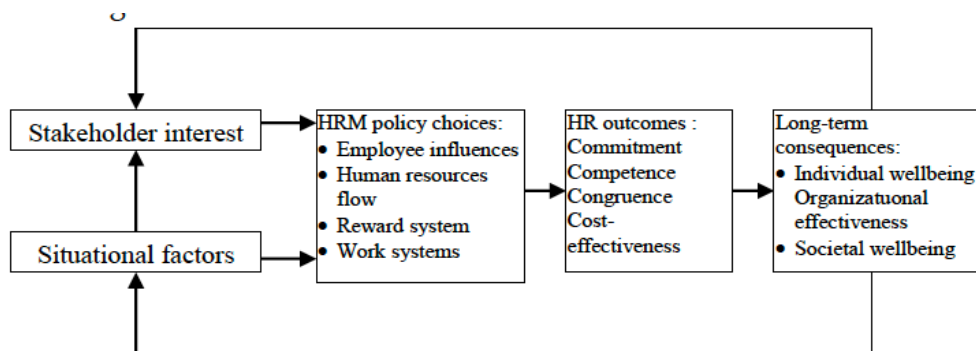 g
Stakeholder interest
Situational factors
HRM policy choices:
• Employee influences
• Human resources
flow
• Reward system
• Work systems
HR outcomes :
Commitment
Competence
Congruence
Cost-
effectiveness
Long-term
consequences:
• Individual wellbeing
Organizatuonal
effectiveness
• Societal wellbeing